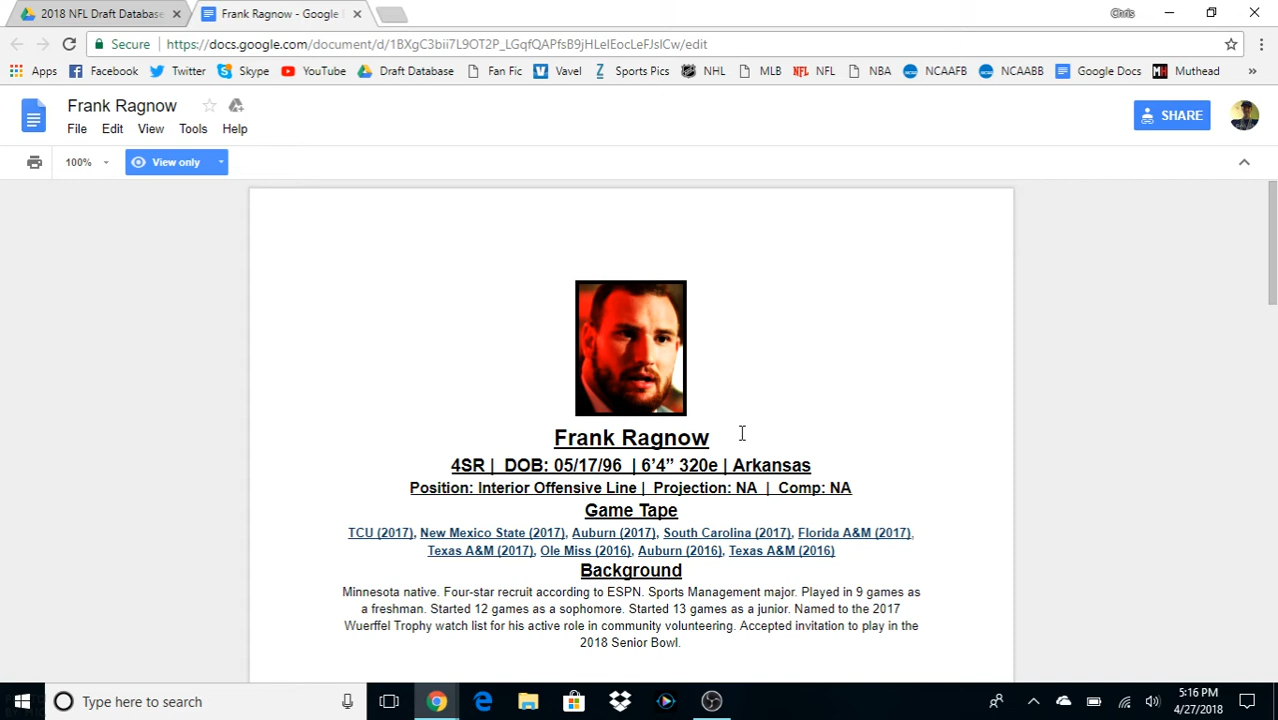 2018 NFL Draft Database
Frank Ragnow - Google
Chris
Secure
https://docs.google.com/document/d/1BXgC3bii7L9OT2P_LGqfQAPfsB9jHLeIEocLeFJsICw/edit
Apps
Facebook
Twitter
Skype
YouTube
Draft Database
Fan Fic
Vavel
Sports Pics
NHL
MLB
NFL
NBA
NCAAFB
NCAABB
Google Docs
Muthead
»
Frank Ragnow
File Edit View Tools Help
SHARE
100%
View only
Frank Ragnow
4SR | DOB: 05/17/96 | 6’4” 320e | Arkansas
Position: Interior Offensive Line | Projection: NA | Comp: NA
Game Tape
TCU (2017), New Mexico State (2017), Auburn (2017), South Carolina (2017), Florida A&M (2017),
Texas A&M (2017), Ole Miss (2016), Auburn (2016), Texas A&M (2016)
Background
Minnesota native. Four-star recruit according to ESPN. Sports Management major. Played in 9 games as
a freshman. Started 12 games as a sophomore. Started 13 games as a junior. Named to the 2017
Wuerffel Trophy watch list for his active role in community volunteering. Accepted invitation to play in the
2018 Senior Bowl.
Type here to search
5:16 PM
4/27/2018